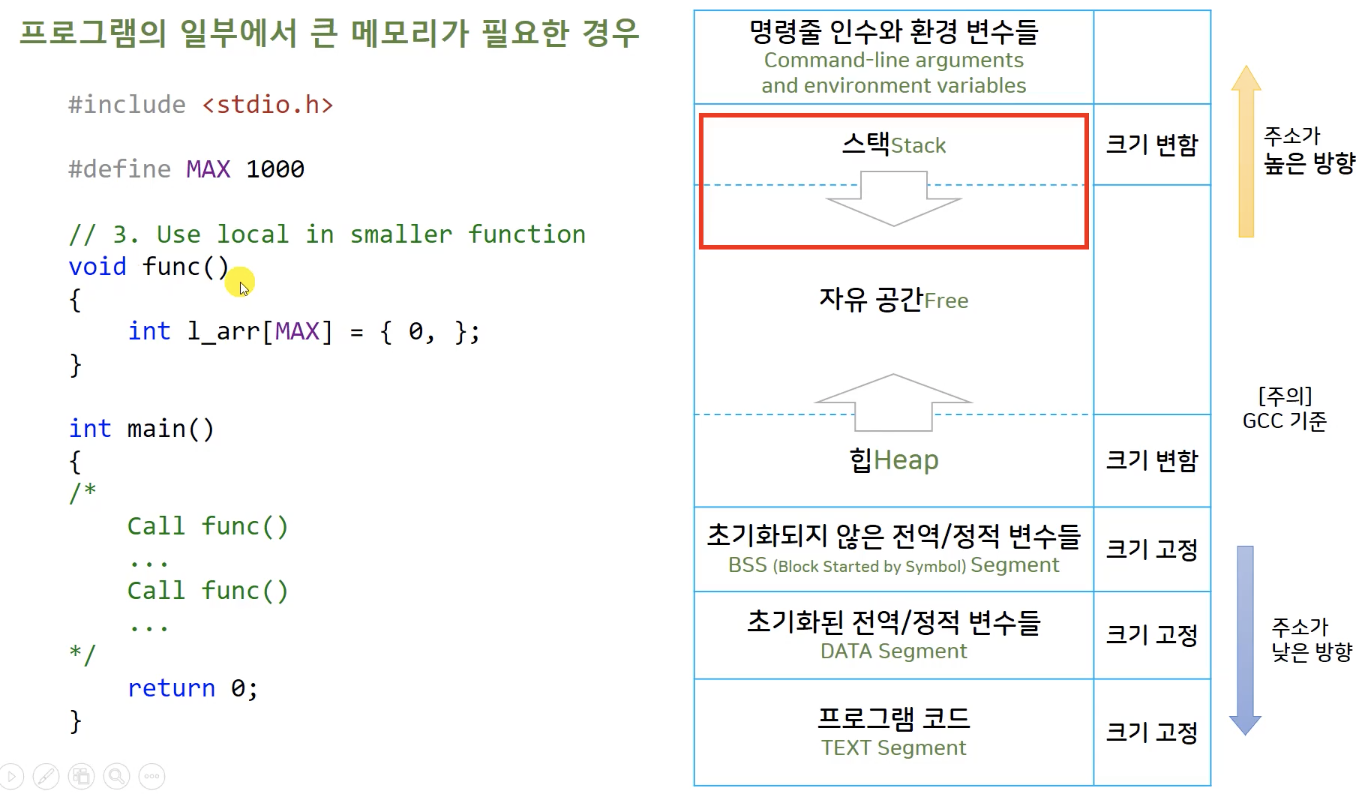 프로그램의 일부에서 큰 메모리가 필요한 경우
#include <stdio.h>
#define MAX 1000
// 3. Use local in smaller function
void func()
{
    int l_arr[MAX] = { 0, };
}
int main()
{
/*
    Call func()
    ...
    Call func()
    ...
*/
    return 0;
}
명령줄 인수와 환경 변수들
Command-line arguments
and environment variables
스택Stack
크기 변함
자유 공간Free
힙Heap
크기 변함
초기화되지 않은 전역/정적 변수들
BSS (Block Started by Symbol) Segment
크기 고정
초기화된 전역/정적 변수들
DATA Segment
크기 고정
프로그램 코드
TEXT Segment
크기 고정
주소가
높은 방향
[주의]
GCC 기준
주소가
낮은 방향